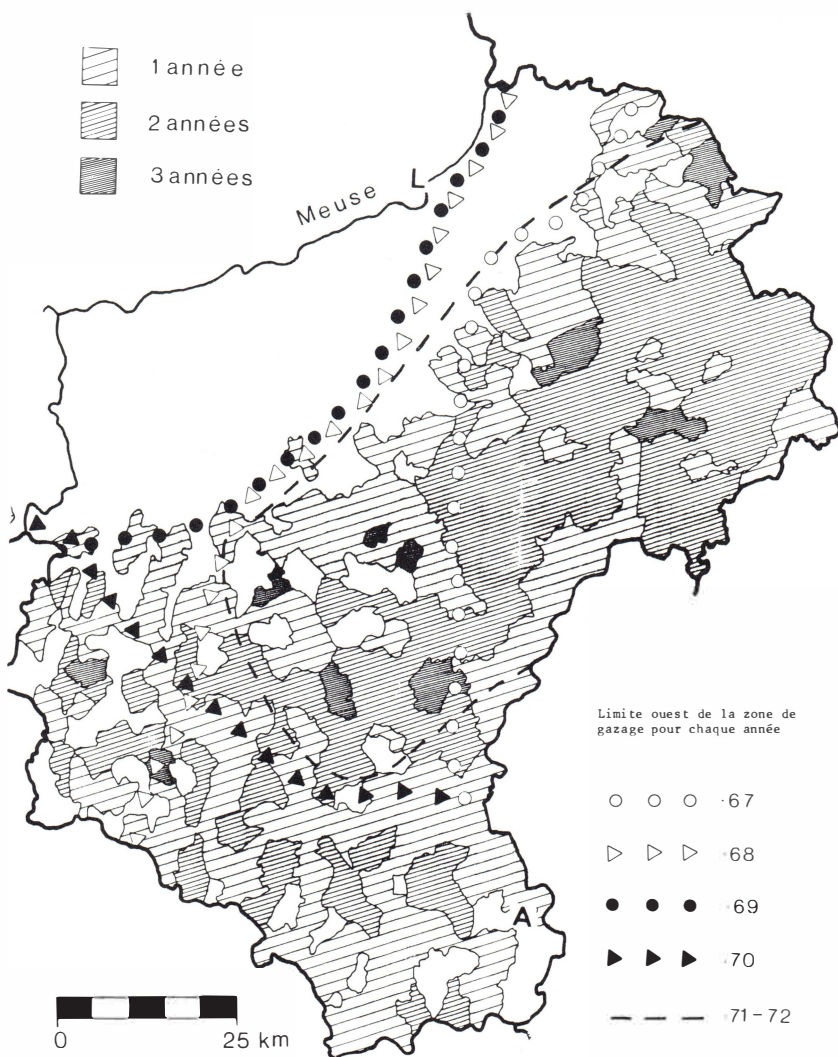 1 année
2 années
3 années
L
Meuse
Limite ouest de la zone de
gazage pour chaque année
67
68
69
70
71-72
A
0 25 km